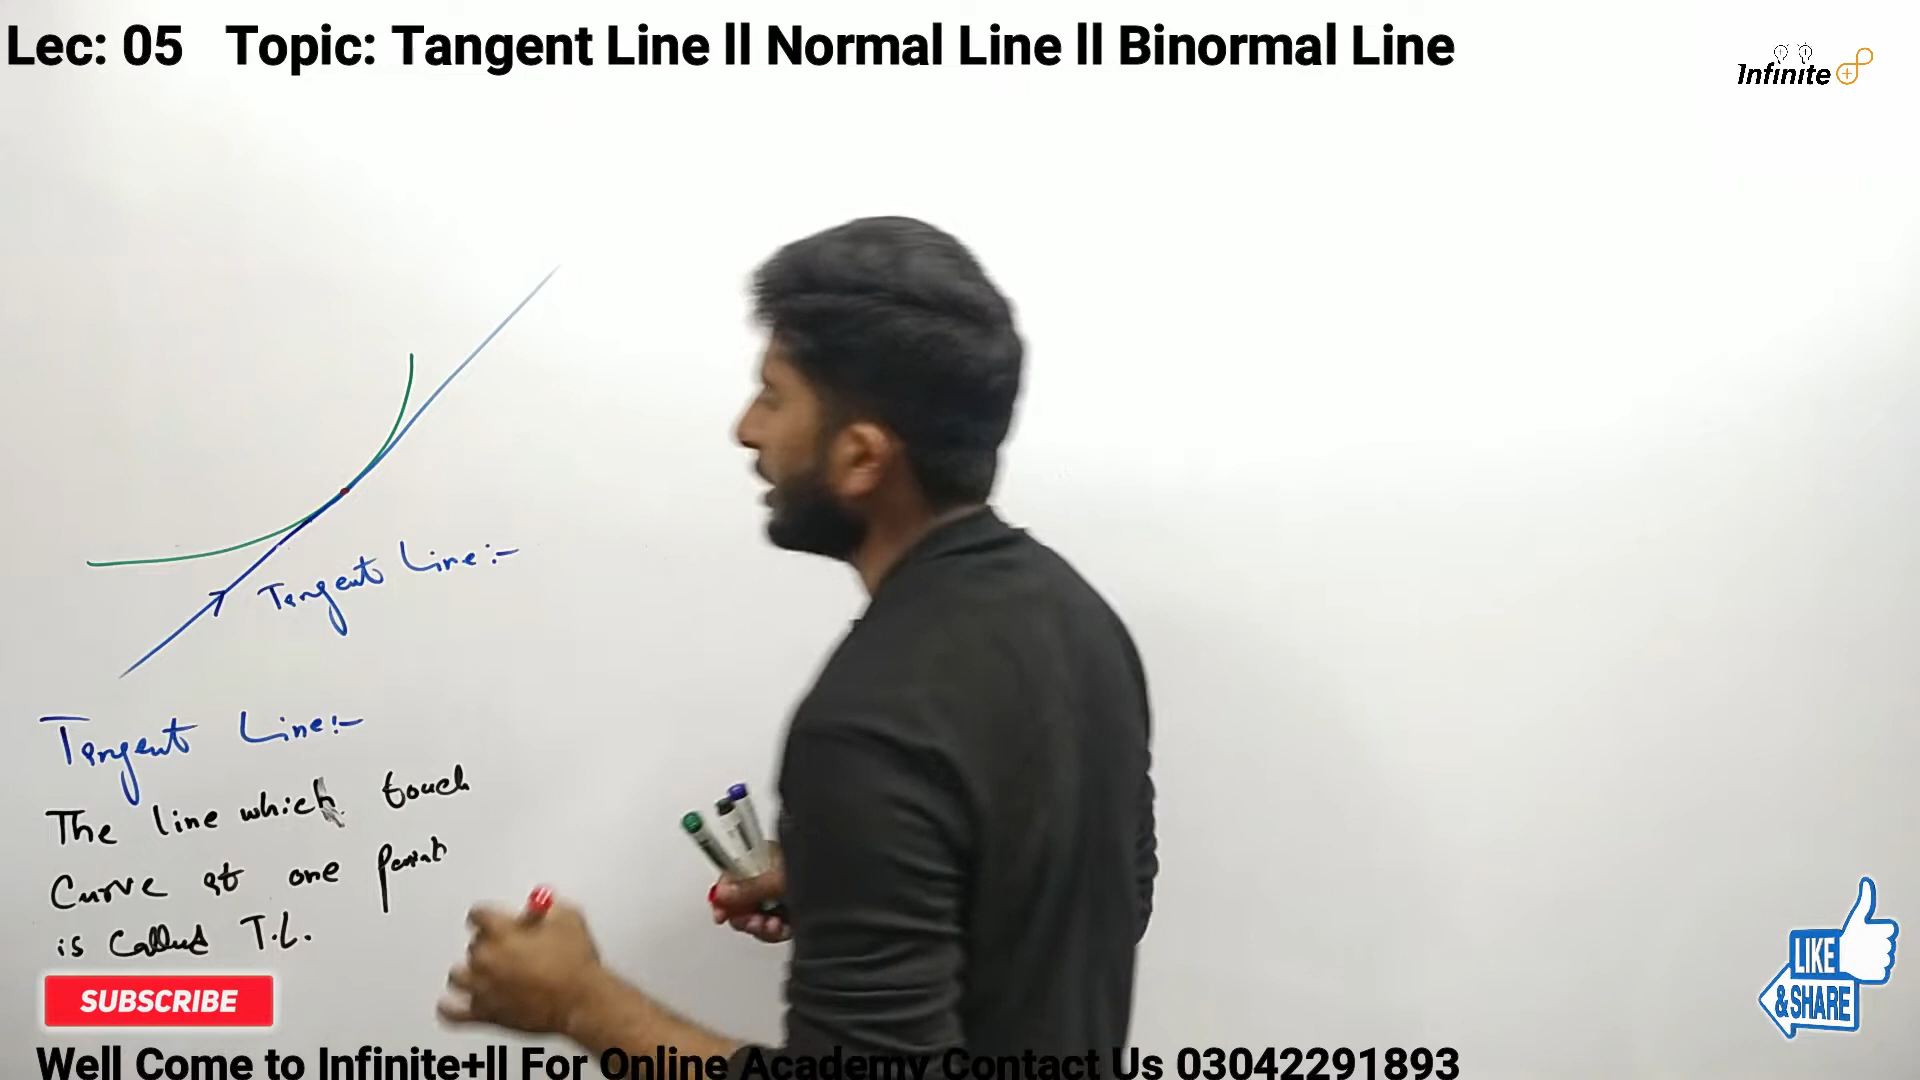 Lec: 05 Topic: Tangent Line ll Normal Line ll Binormal Line
Infinite
Tangent Line:-
Tangent Line:-
The line which touch
Curve at one point
is Called T.L.
SUBSCRIBE
LIKE
& SHARE
Well Come to Infinite+ll For Online Academy Contact Us 03042291893